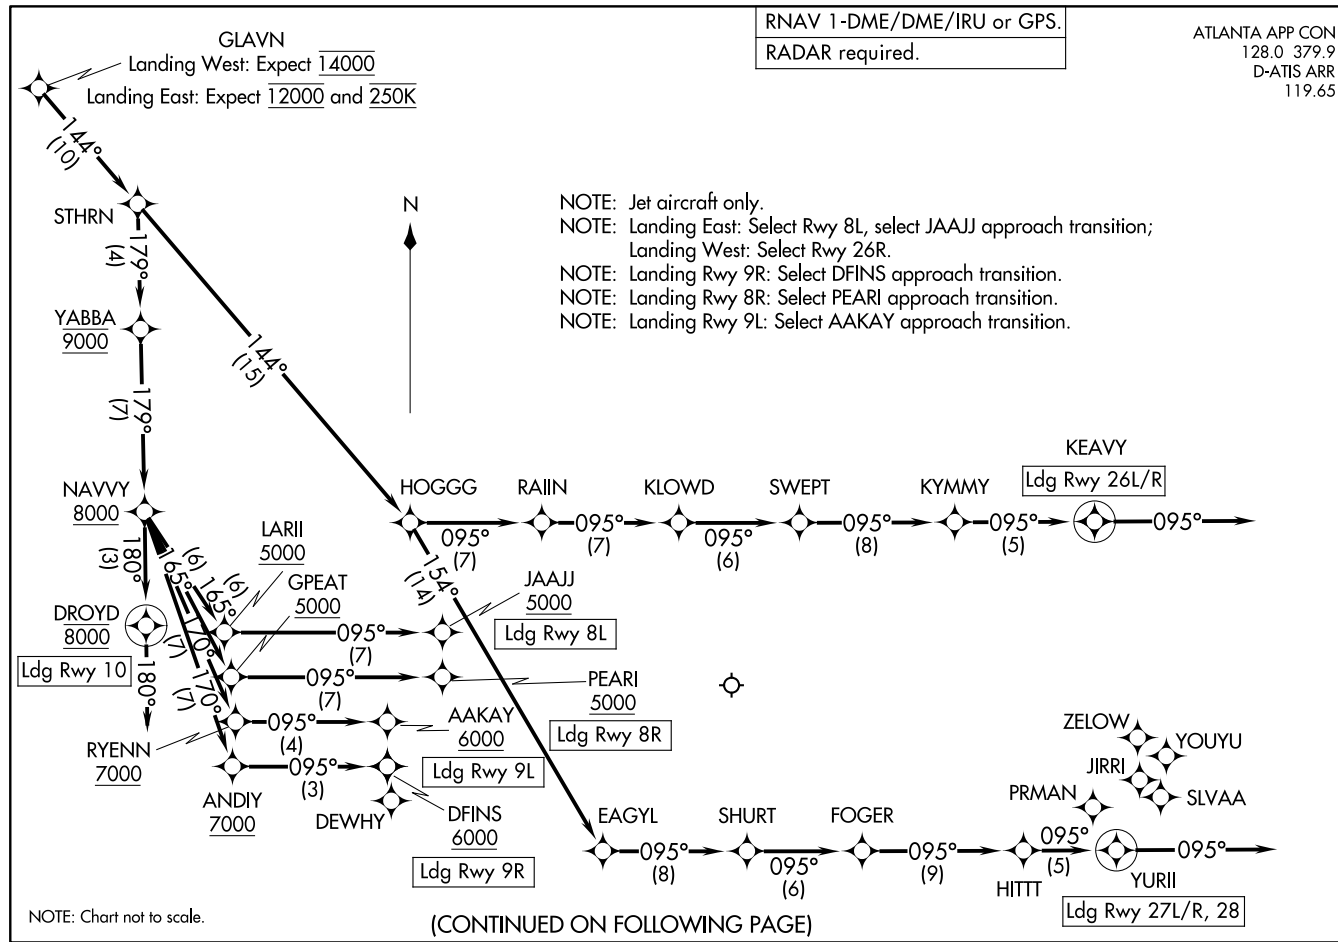 RNAV 1-DME/DME/IRU or GPS.
RADAR required.
ATLANTA APP CON
128.0 379.9
D-ATIS ARR
119.65
GLAVN
Landing West: Expect 14000
Landing East: Expect 12000 and 250K
144°
(10)
STHRN
N
NOTE: Jet aircraft only.
NOTE: Landing East: Select Rwy 8L, select JAAJJ approach transition;
Landing West: Select Rwy 26R.
NOTE: Landing Rwy 9R: Select DFINS approach transition.
NOTE: Landing Rwy 8R: Select PEARI approach transition.
NOTE: Landing Rwy 9L: Select AAKAY approach transition.
179°
(4)
YABBA
9000
144°
(15)
179°
(7)
NAVVY
8000
HOGGG
RAIIN
KLOWD
SWEPT
KYMMY
KEAVY
Ldg Rwy 26L/R
095°
(7)
095°
(7)
095°
(6)
095°
(8)
095°
(5)
095°
180°
(3)
165°
(6)
165°
(6)
170°
(7)
170°
(7)
LARII
5000
GPEAT
5000
154°
(14)
JAAJJ
5000
Ldg Rwy 8L
DROYD
8000
Ldg Rwy 10
180°
095°
(7)
095°
(7)
PEARI
5000
Ldg Rwy 8R
RYENN
7000
095°
(4)
AAKAY
6000
Ldg Rwy 9L
ANDIY
7000
095°
(3)
DEWHY
DFINS
6000
Ldg Rwy 9R
ZELOW
YOUYU
JIRRI
SLVAA
PRMAN
EAGYL
SHURT
FOGER
HITTT
YURII
Ldg Rwy 27L/R, 28
095°
(8)
095°
(6)
095°
(9)
095°
(5)
095°
NOTE: Chart not to scale.
(CONTINUED ON FOLLOWING PAGE)